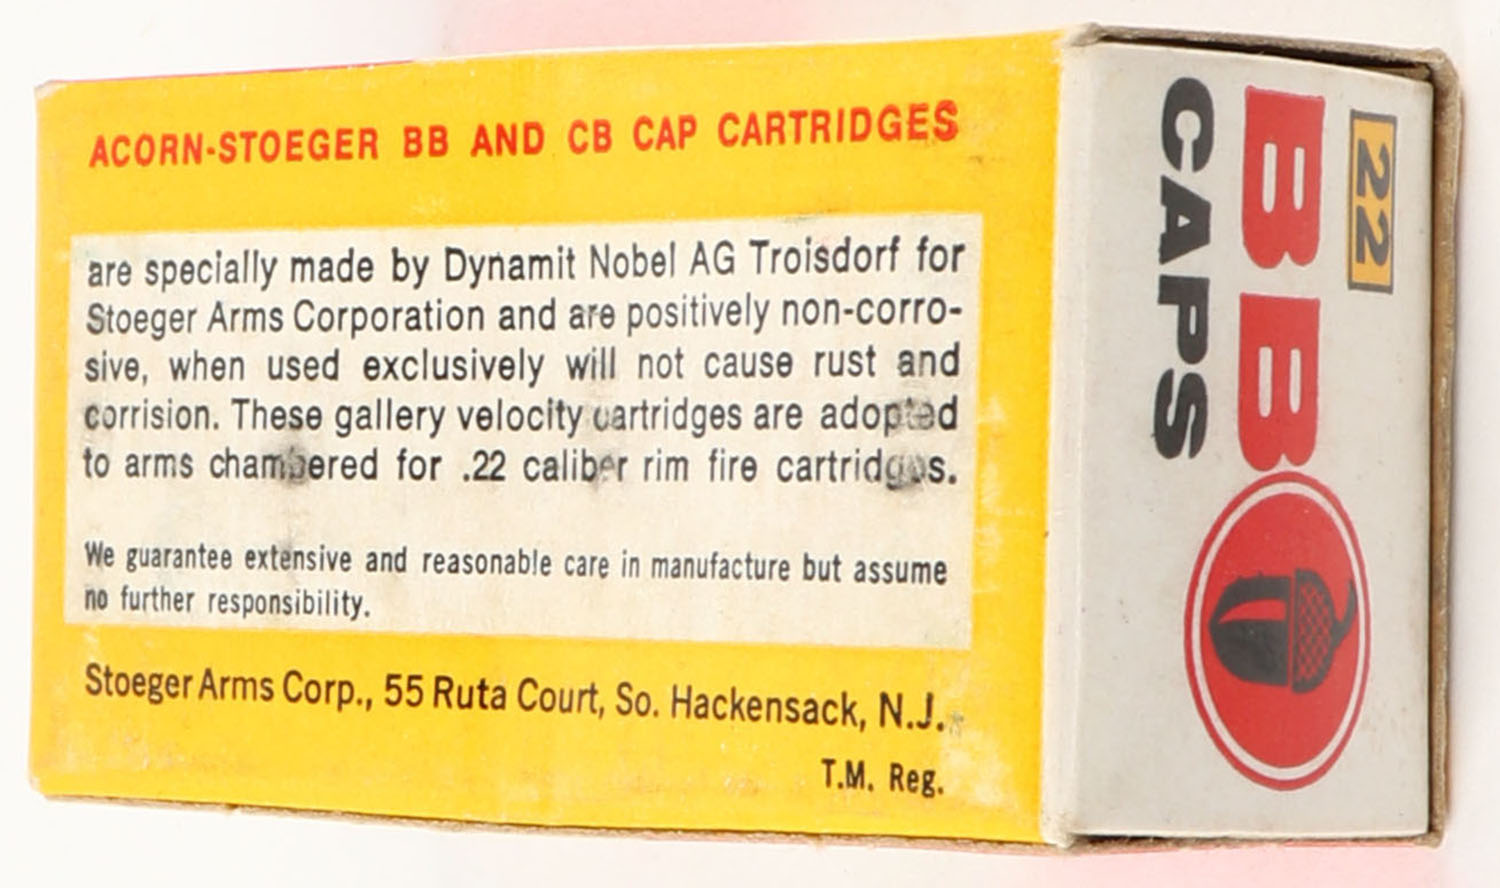 ACORN-STOEGER BB AND CB CAP CARTRIDGES
are specially made by Dynamit Nobel AG Troisdorf for
Stoeger Arms Corporation and are positively non-corro-
sive, when used exclusively will not cause rust and
corrision. These gallery velocity cartridges are adopted
to arms chambered for .22 caliber rim fire cartridges.
We guarantee extensive and reasonable care in manufacture but assume
no further responsibility.
Stoeger Arms Corp., 55 Ruta Court, So. Hackensack, N.J.
T.M. Reg.
22
BB
CAPS